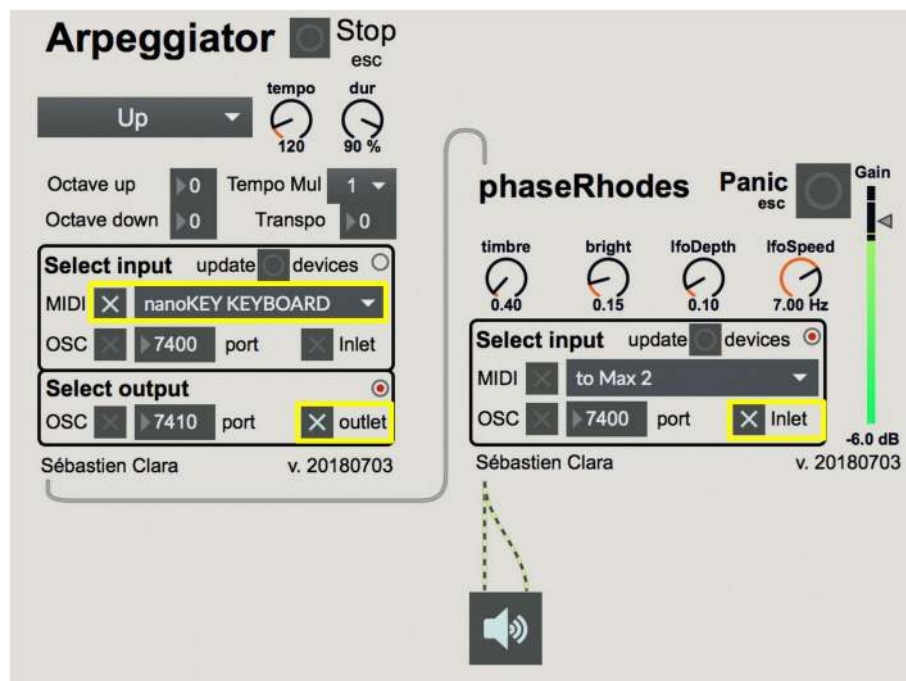 Arpeggiator Stop
esc
Up
tempo dur
120 90 %
Octave up 0 Tempo Mul 1
Octave down 0 Transpo 0
Select input update devices
MIDI nanoKEY KEYBOARD
OSC 7400 port Inlet
Select output
OSC 7410 port outlet
Sébastien Clara v. 20180703
phaseRhodes Panic
esc
Gain
timbre bright lfoDepth lfoSpeed
0.40 0.15 0.10 7.00 Hz
Select input update devices
MIDI to Max 2
OSC 7400 port Inlet
-6.0 dB
Sébastien Clara v. 20180703